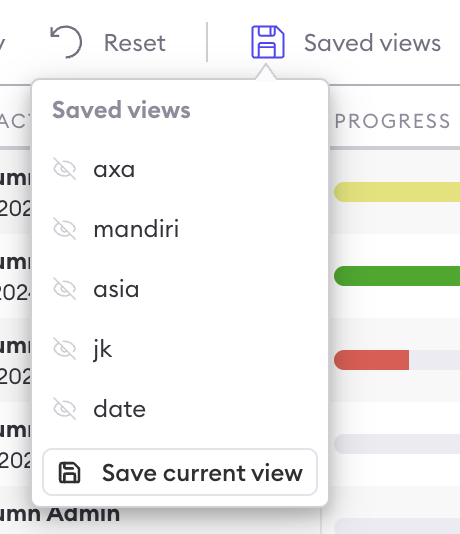 Reset
Saved views
Saved views
PROGRESS
axa
mandiri
asia
jk
date
Save current view
Admin